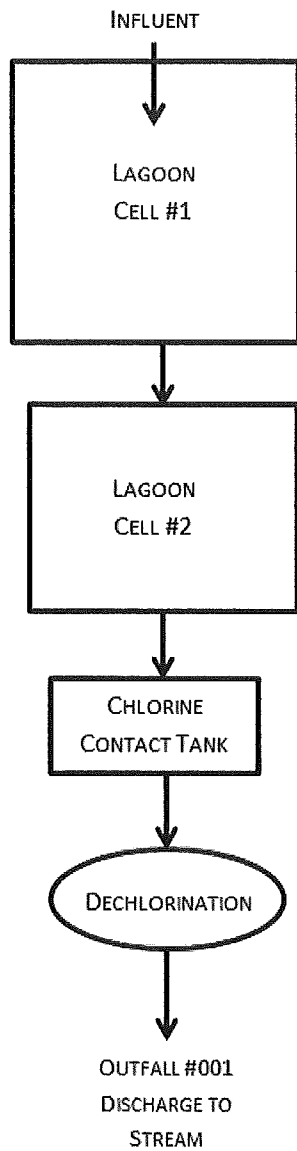 INFLUENT
LAGOON
CELL #1
LAGOON
CELL #2
CHLORINE
CONTACT TANK
DECHLORINATION
OUTFALL #001
DISCHARGE TO
STREAM